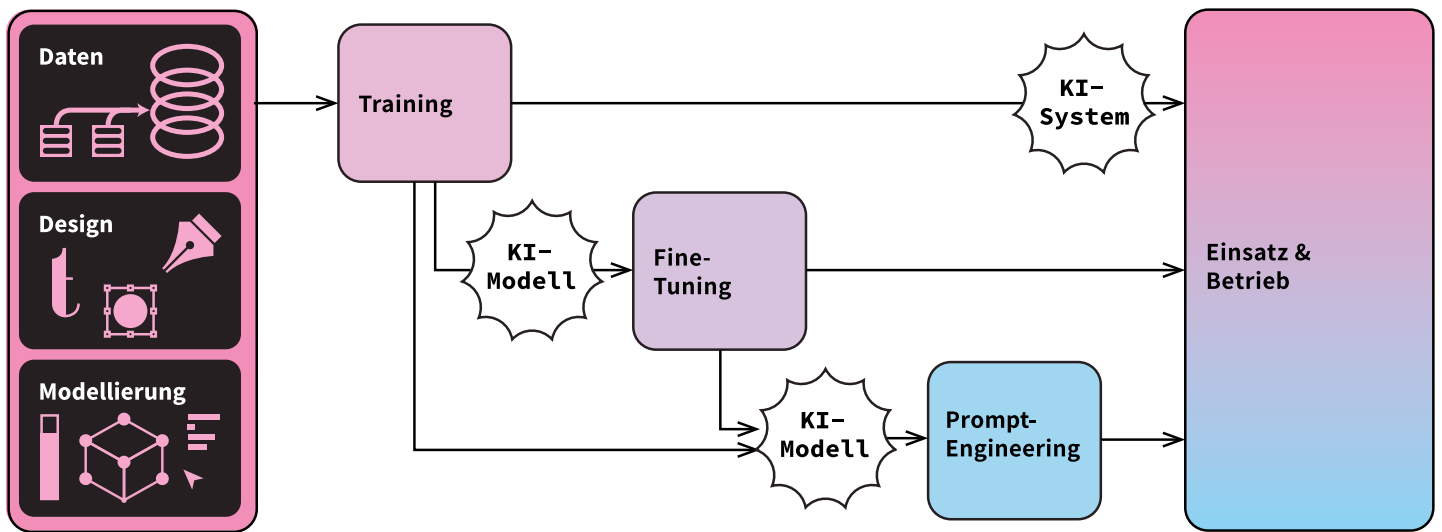 Daten
Design
Modellierung
Training
KI-
System
KI-
Modell
Fine-
Tuning
KI-
Modell
Prompt-
Engineering
Einsatz &
Betrieb